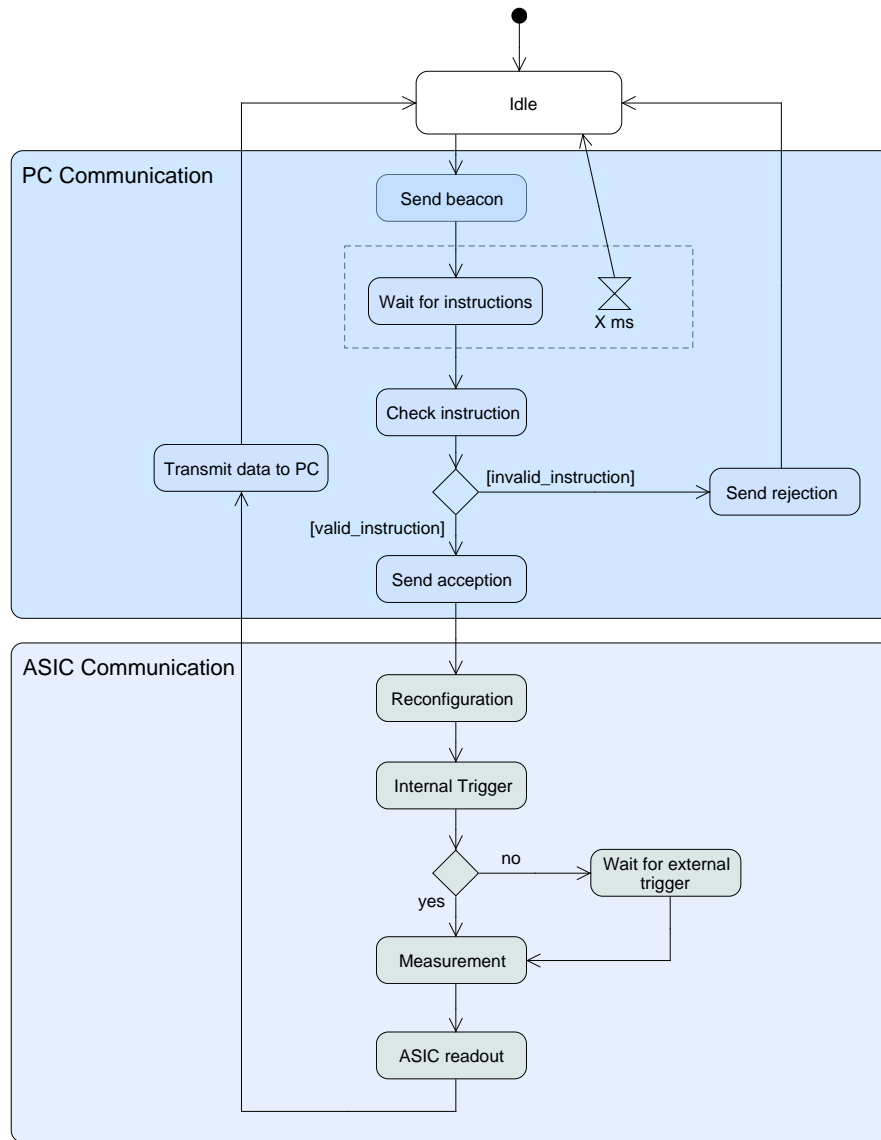 Idle
PC Communication
Send beacon
Wait for instructions
X ms
Check instruction
Transmit data to PC
[invalid_instruction]
Send rejection
[valid_instruction]
Send acception
ASIC Communication
Reconfiguration
Internal Trigger
no
Wait for external
trigger
yes
Measurement
ASIC readout